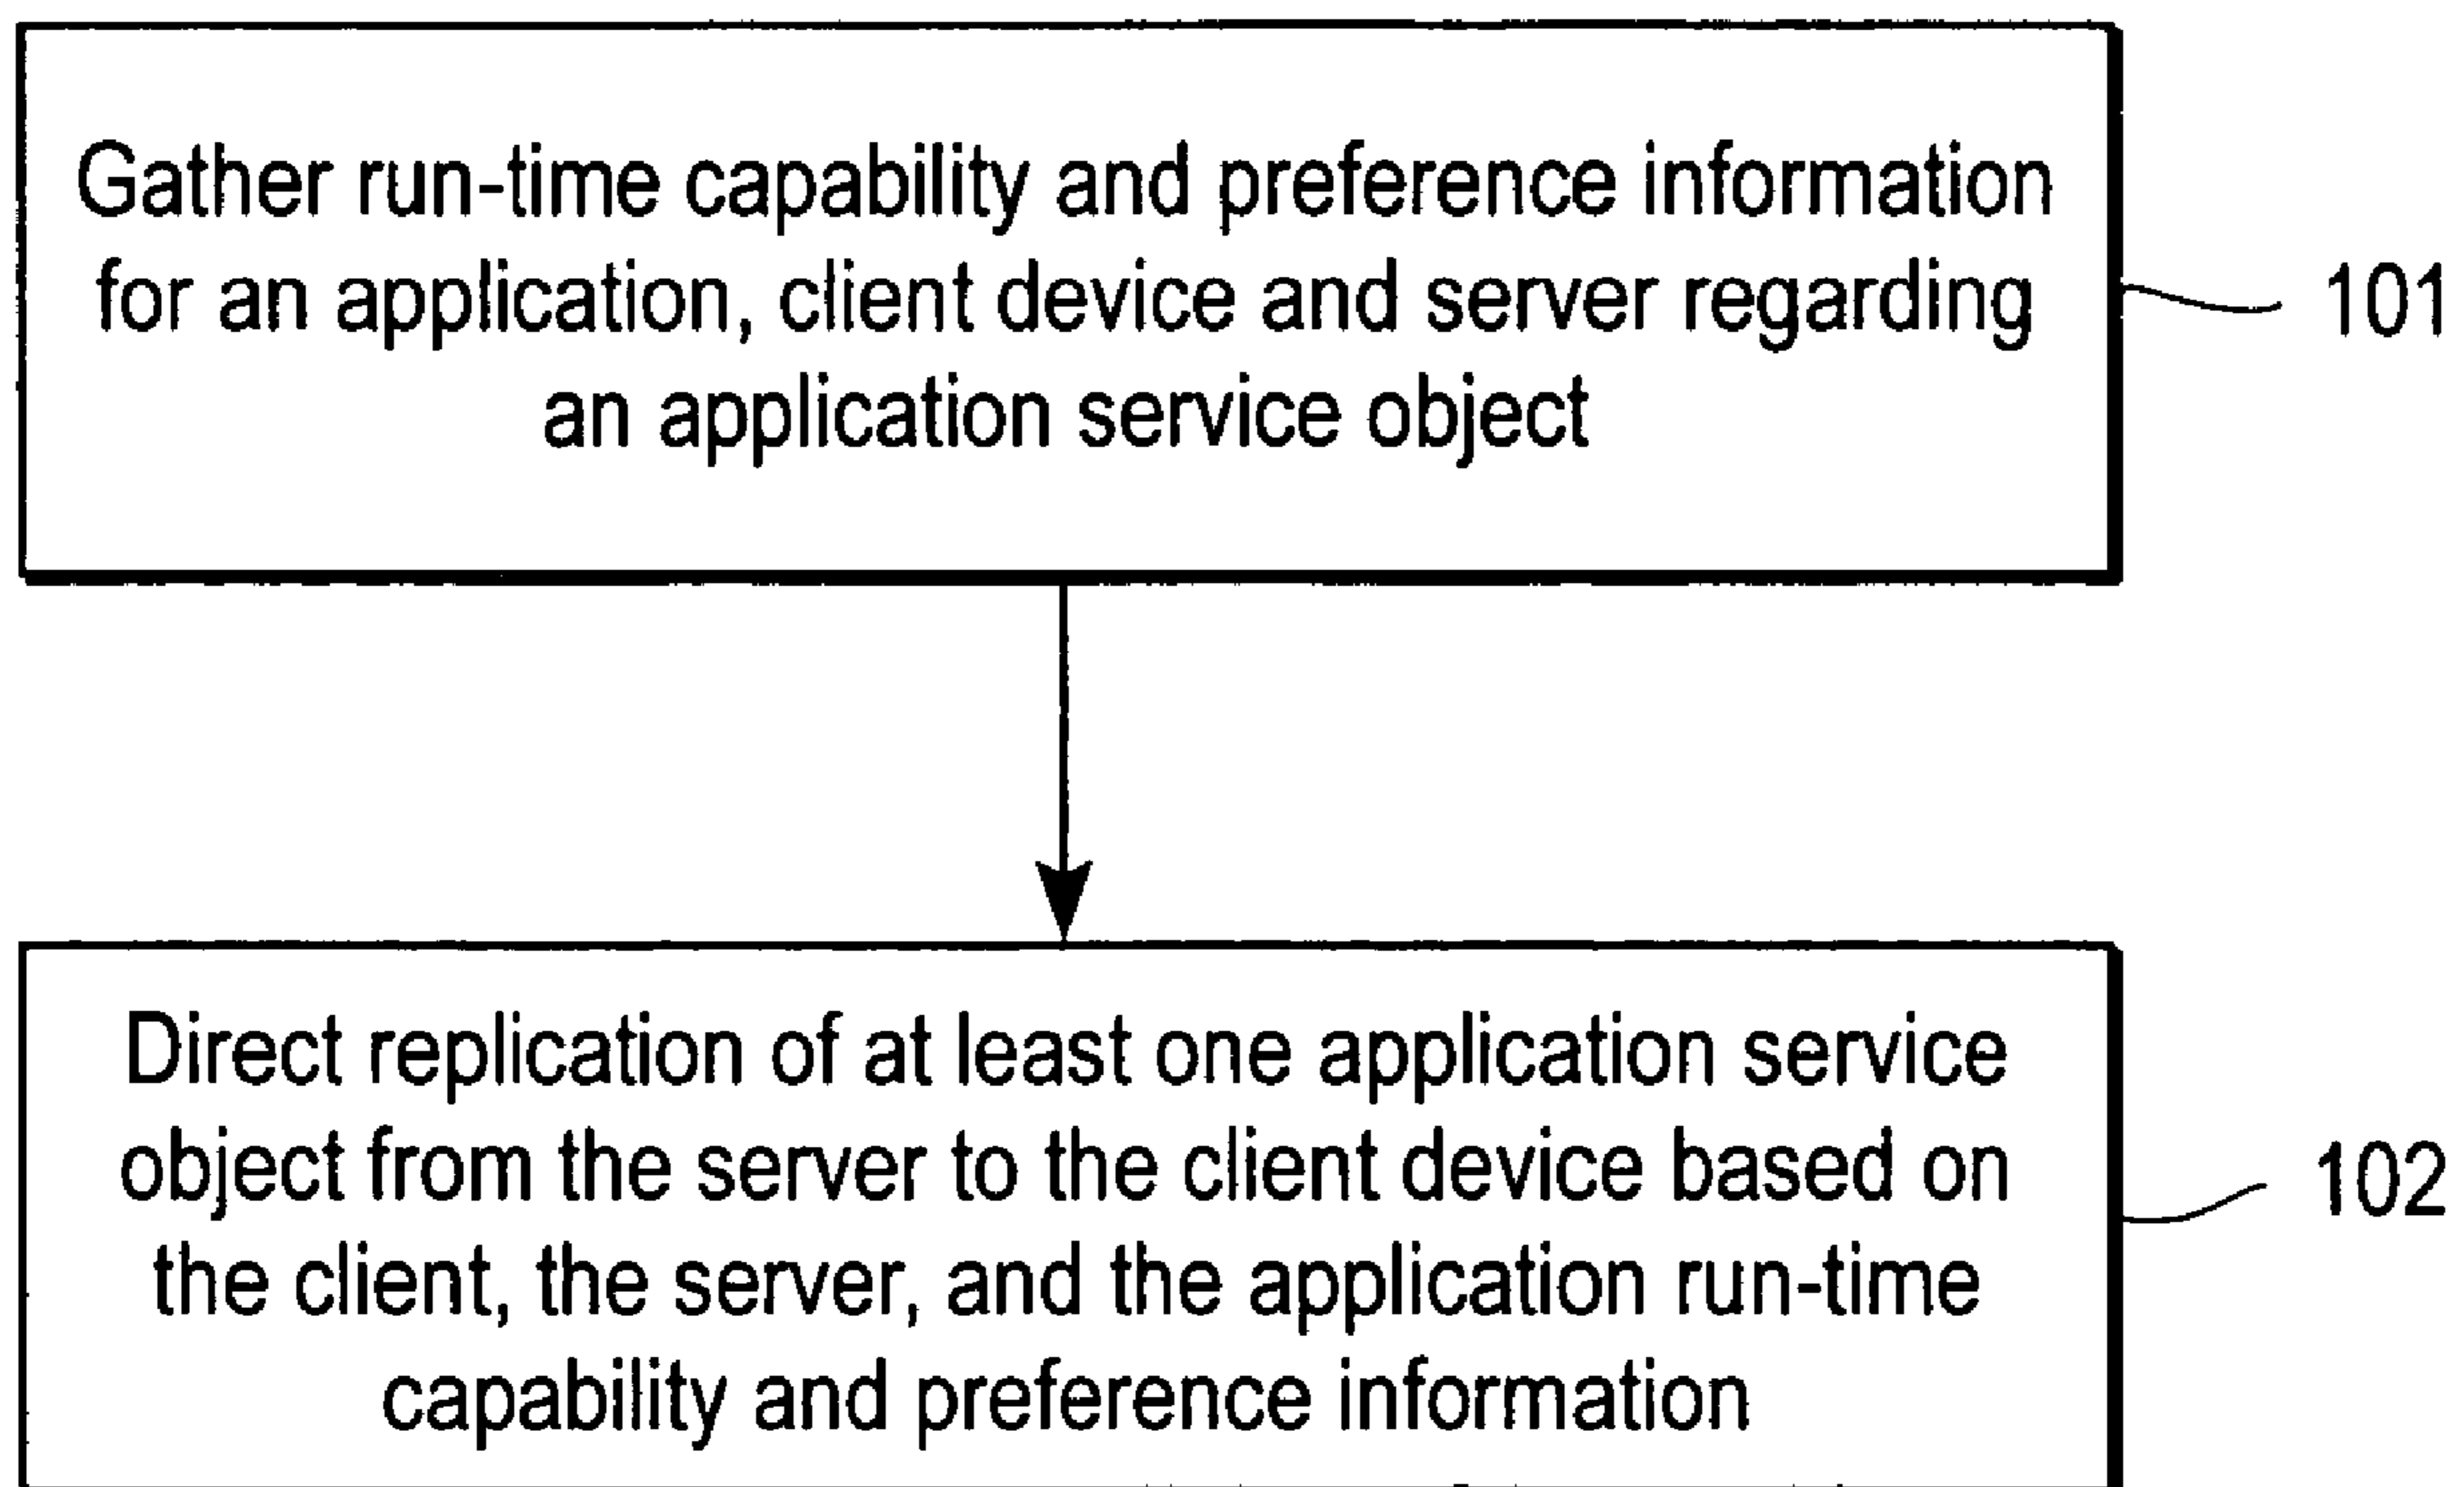 Gather run-time capability and preference information
for an application, client device and server regarding
an application service object
101
Direct replication of at least one application service
object from the server to the client device based on
the client, the server, and the application run-time
capability and preference information
102